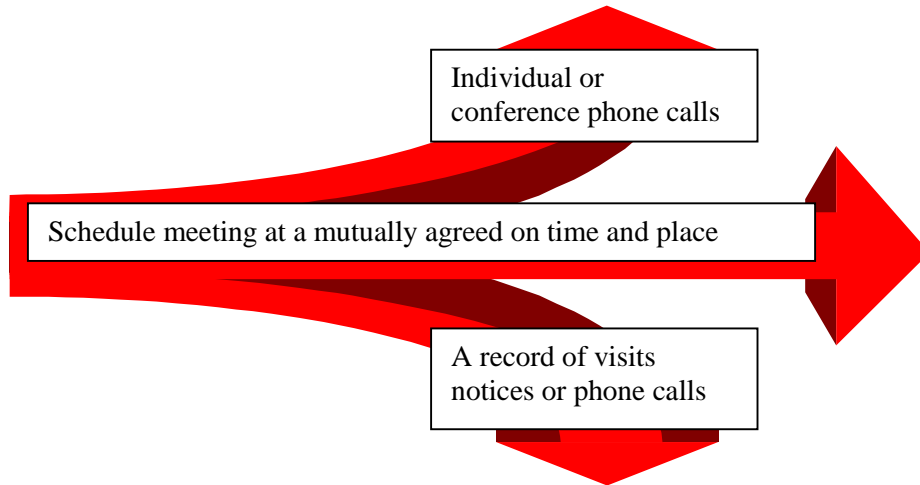 Individual or
conference phone calls
Schedule meeting at a mutually agreed on time and place
A record of visits
notices or phone calls